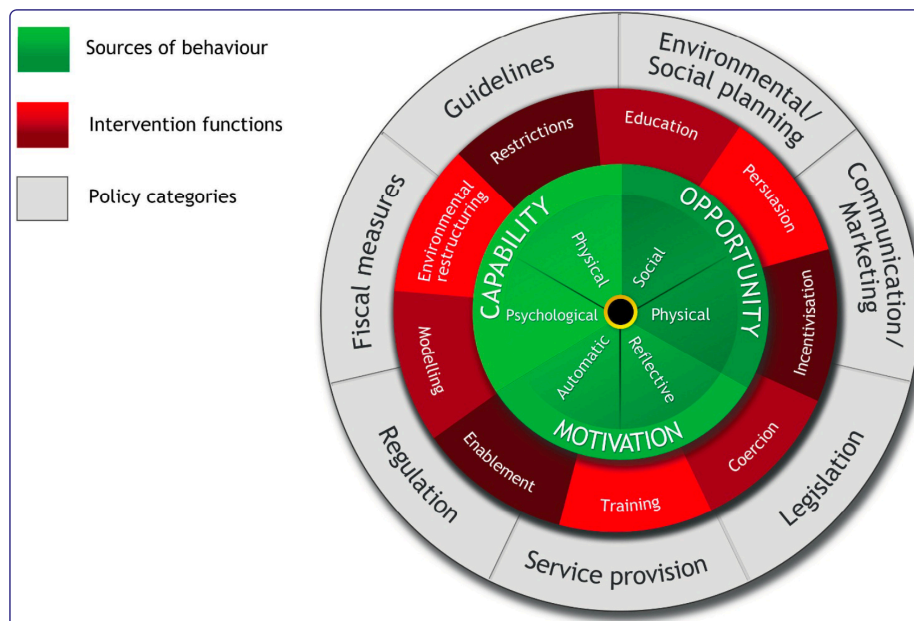 Sources of behaviour
Intervention functions
Policy categories
Guidelines
Environmental/
Social planning
Communication/
Marketing
Legislation
Service provision
Regulation
Fiscal measures
Restrictions
Education
Persuasion
Incentivisation
Coercion
Training
Enablement
Modelling
Environmental
restructuring
CAPABILITY
OPPORTUNITY
MOTIVATION
Physical
Social
Psychological
Physical
Automatic
Reflective